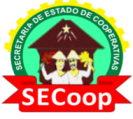 SECRETARIA DE ESTADO DE COOPERATIVAS
SECoop